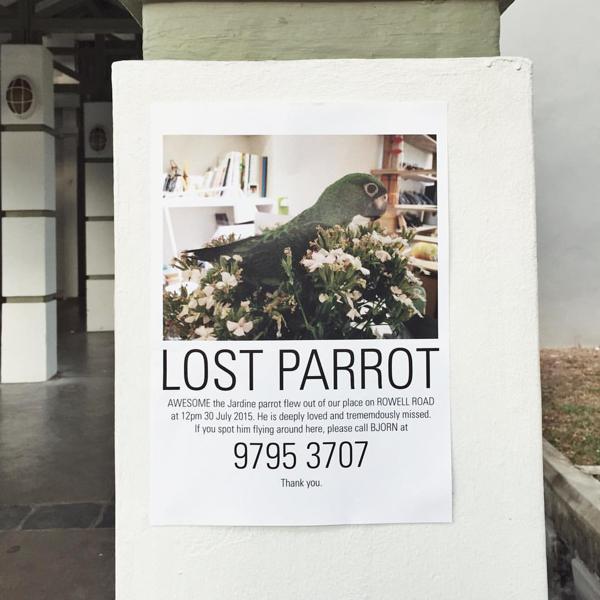 LOST PARROT
AWESOME the Jardine parrot flew out of our place on ROWELL ROAD
at 12pm 30 July 2015. He is deeply loved and trememdously missed.
If you spot him flying around here, please call BJORN at
9795 3707
Thank you.